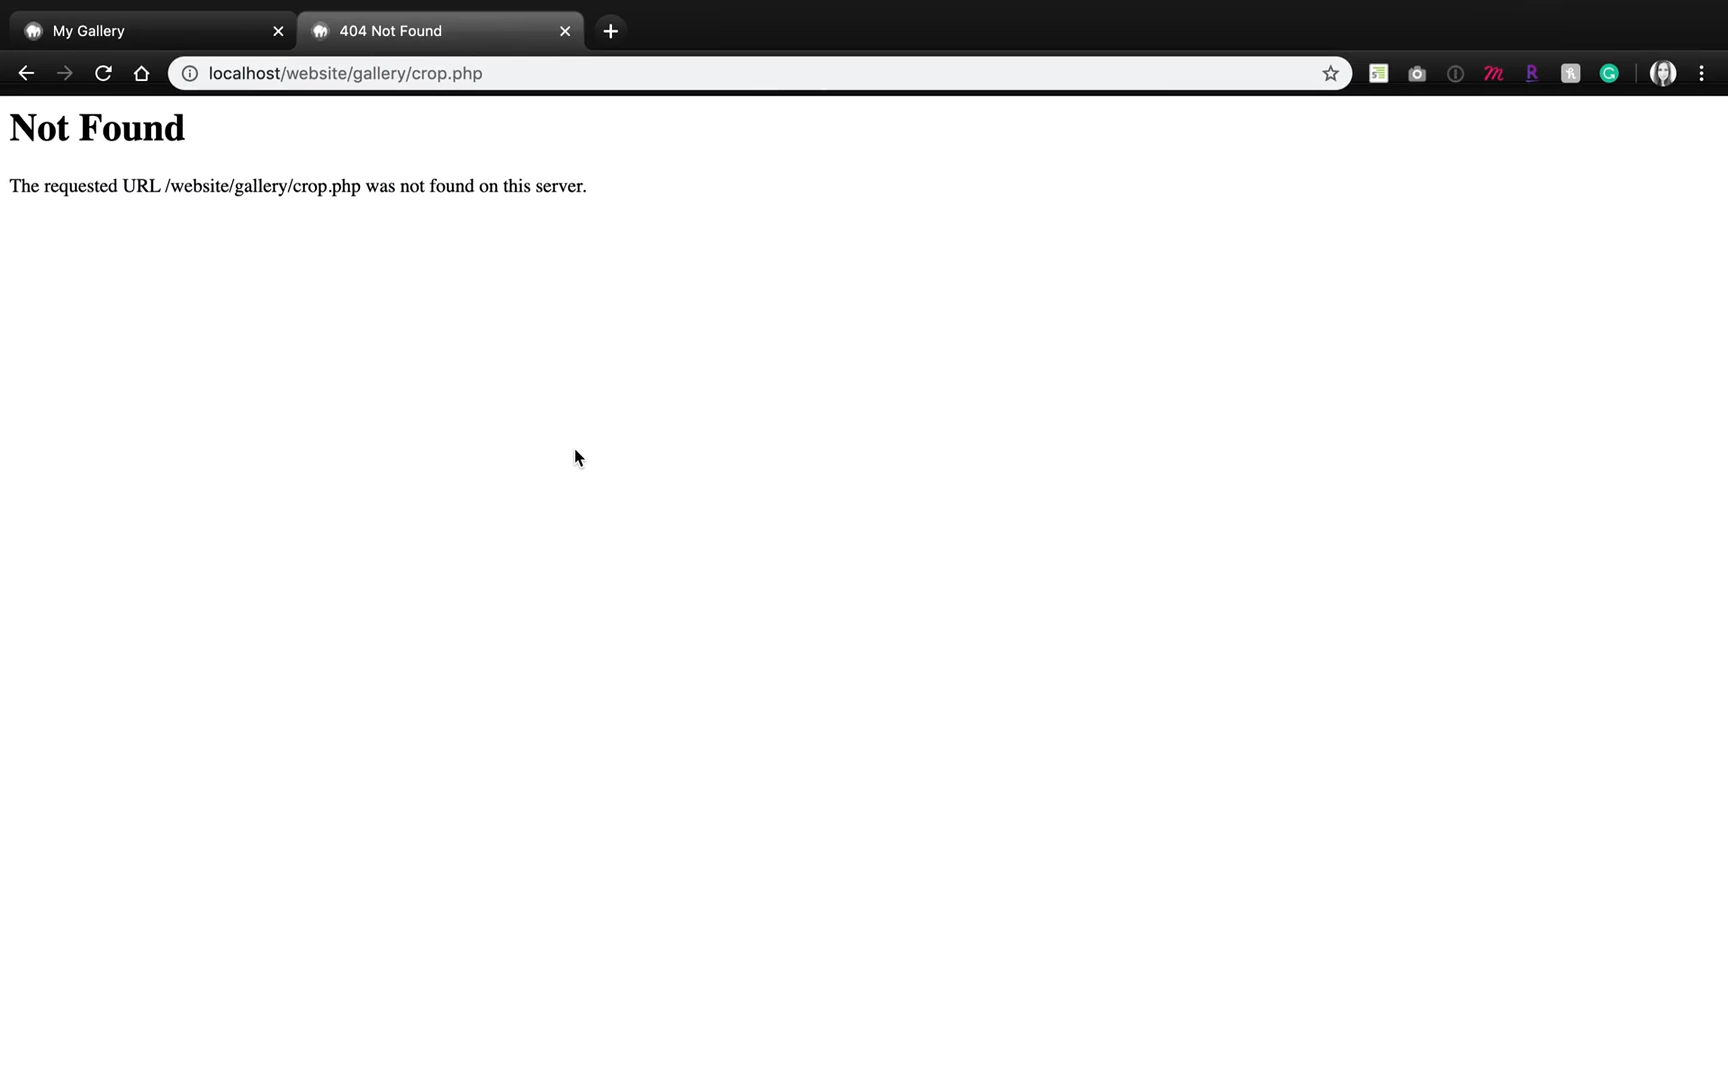 My Gallery
404 Not Found
localhost/website/gallery/crop.php
Not Found
The requested URL /website/gallery/crop.php was not found on this server.